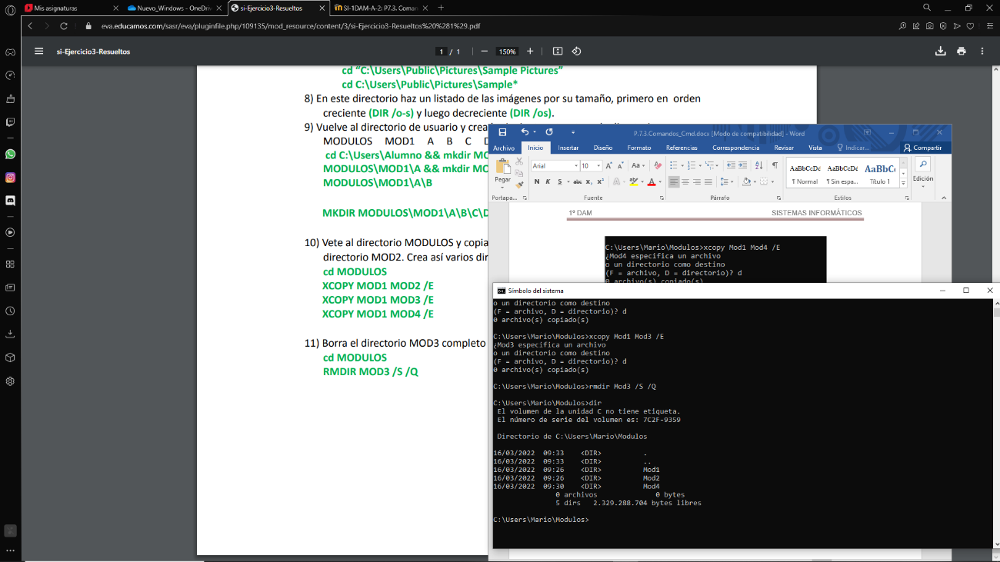 Mis asignaturas
Nuevo_Windows - OneDriv
si-Ejercicio3-Resueltos
SI-1DAM-A-2: P7.3. Coman
eva.educamos.com/sasr/eva/pluginfile.php/109135/mod_resource/content/3/si-Ejercicio3-Resueltos%20%281%29.pdf
si-Ejercicio3-Resueltos
1 / 1
150%
cd “C:\Users\Public\Pictures\Sample Pictures”
cd C:\Users\Public\Pictures\Sample*
8) En este directorio haz un listado de las imágenes por su tamaño, primero en orden
creciente (DIR /o-s) y luego decreciente (DIR /os).
9) Vuelve al directorio de usuario y crea
MODULOS MOD1 A B C D
cd C:\Users\Alumno && mkdir MO
MODULOS\MOD1\A && mkdir MO
MODULOS\MOD1\A\B
MKDIR MODULOS\MOD1\A\B\C\D
10) Vete al directorio MODULOS y copia
directorio MOD2. Crea así varios dir
cd MODULOS
XCOPY MOD1 MOD2 /E
XCOPY MOD1 MOD3 /E
XCOPY MOD1 MOD4 /E
11) Borra el directorio MOD3 completo
cd MODULOS
RMDIR MOD3 /S /Q
P.7.3.Comandos_Cmd.docx [Modo de compatibilidad] - Word
Archivo Inicio Insertar Diseño Formato Referencias Correspondencia Revisar Vista Indicar... Compartir
Pegar
Arial 10 A A Aa
N K S abc x₂ x² A A
AaBbCcDc AaBbCcDc AaBbC
¶ Normal ¶ Sin espa... Título 1
Edición
Portapa... Fuente Párrafo Estilos
1º DAM SISTEMAS INFORMÁTICOS
C:\Users\Mario\Modulos>xcopy Mod1 Mod4 /E
¿Mod4 especifica un archivo
o un directorio como destino
(F = archivo, D = directorio)? d
0 archivo(s) copiado(s)
Símbolo del sistema
o un directorio como destino
(F = archivo, D = directorio)? d
0 archivo(s) copiado(s)
C:\Users\Mario\Modulos>xcopy Mod1 Mod3 /E
¿Mod3 especifica un archivo
o un directorio como destino
(F = archivo, D = directorio)? d
0 archivo(s) copiado(s)
C:\Users\Mario\Modulos>rmdir Mod3 /S /Q
C:\Users\Mario\Modulos>dir
El volumen de la unidad C no tiene etiqueta.
El número de serie del volumen es: 7C2F-9359
Directorio de C:\Users\Mario\Modulos
16/03/2022 09:33 <DIR> .
16/03/2022 09:33 <DIR> ..
16/03/2022 09:26 <DIR> Mod1
16/03/2022 09:26 <DIR> Mod2
16/03/2022 09:30 <DIR> Mod4
0 archivos 0 bytes
5 dirs 2.329.288.704 bytes libres
C:\Users\Mario\Modulos>